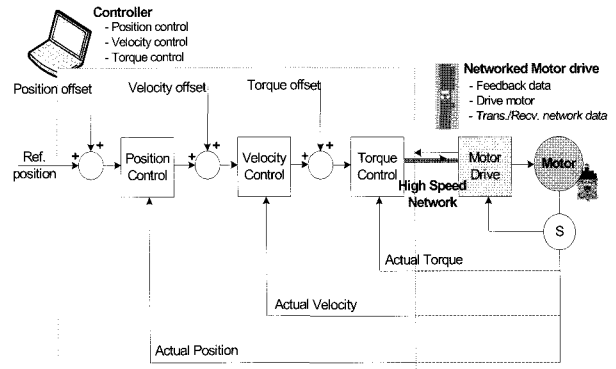 Controller
- Position control
- Velocity control
- Torque control
Networked Motor drive
- Feedback data
- Drive motor
- Trans./Recv. network data
Position offset
Velocity offset
Torque offset
+
+
+
+
+
+
Ref.
position
Position
Control
Velocity
Control
Torque
Control
High Speed
Network
Motor
Drive
Motor
S
Actual Torque
Actual Velocity
Actual Position